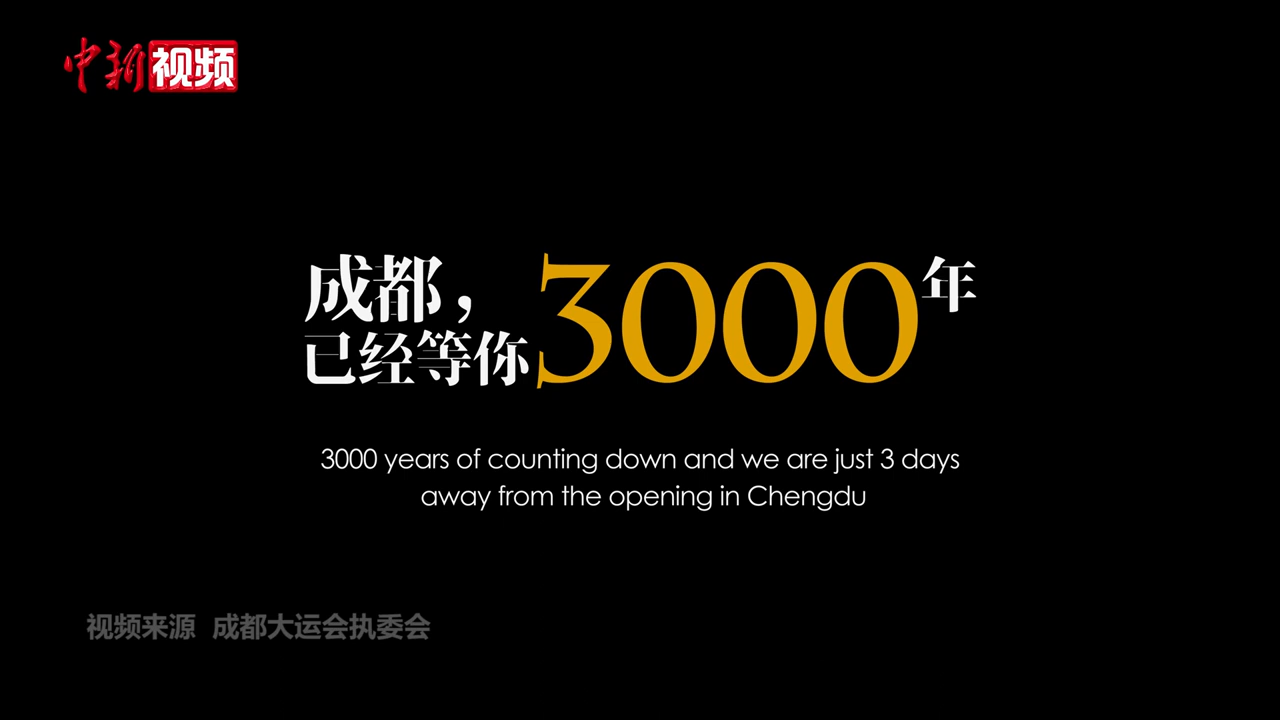 中新视频
成都，
已经等你3000年
3000 years of counting down and we are just 3 days
away from the opening in Chengdu
视频来源 成都大运会执委会